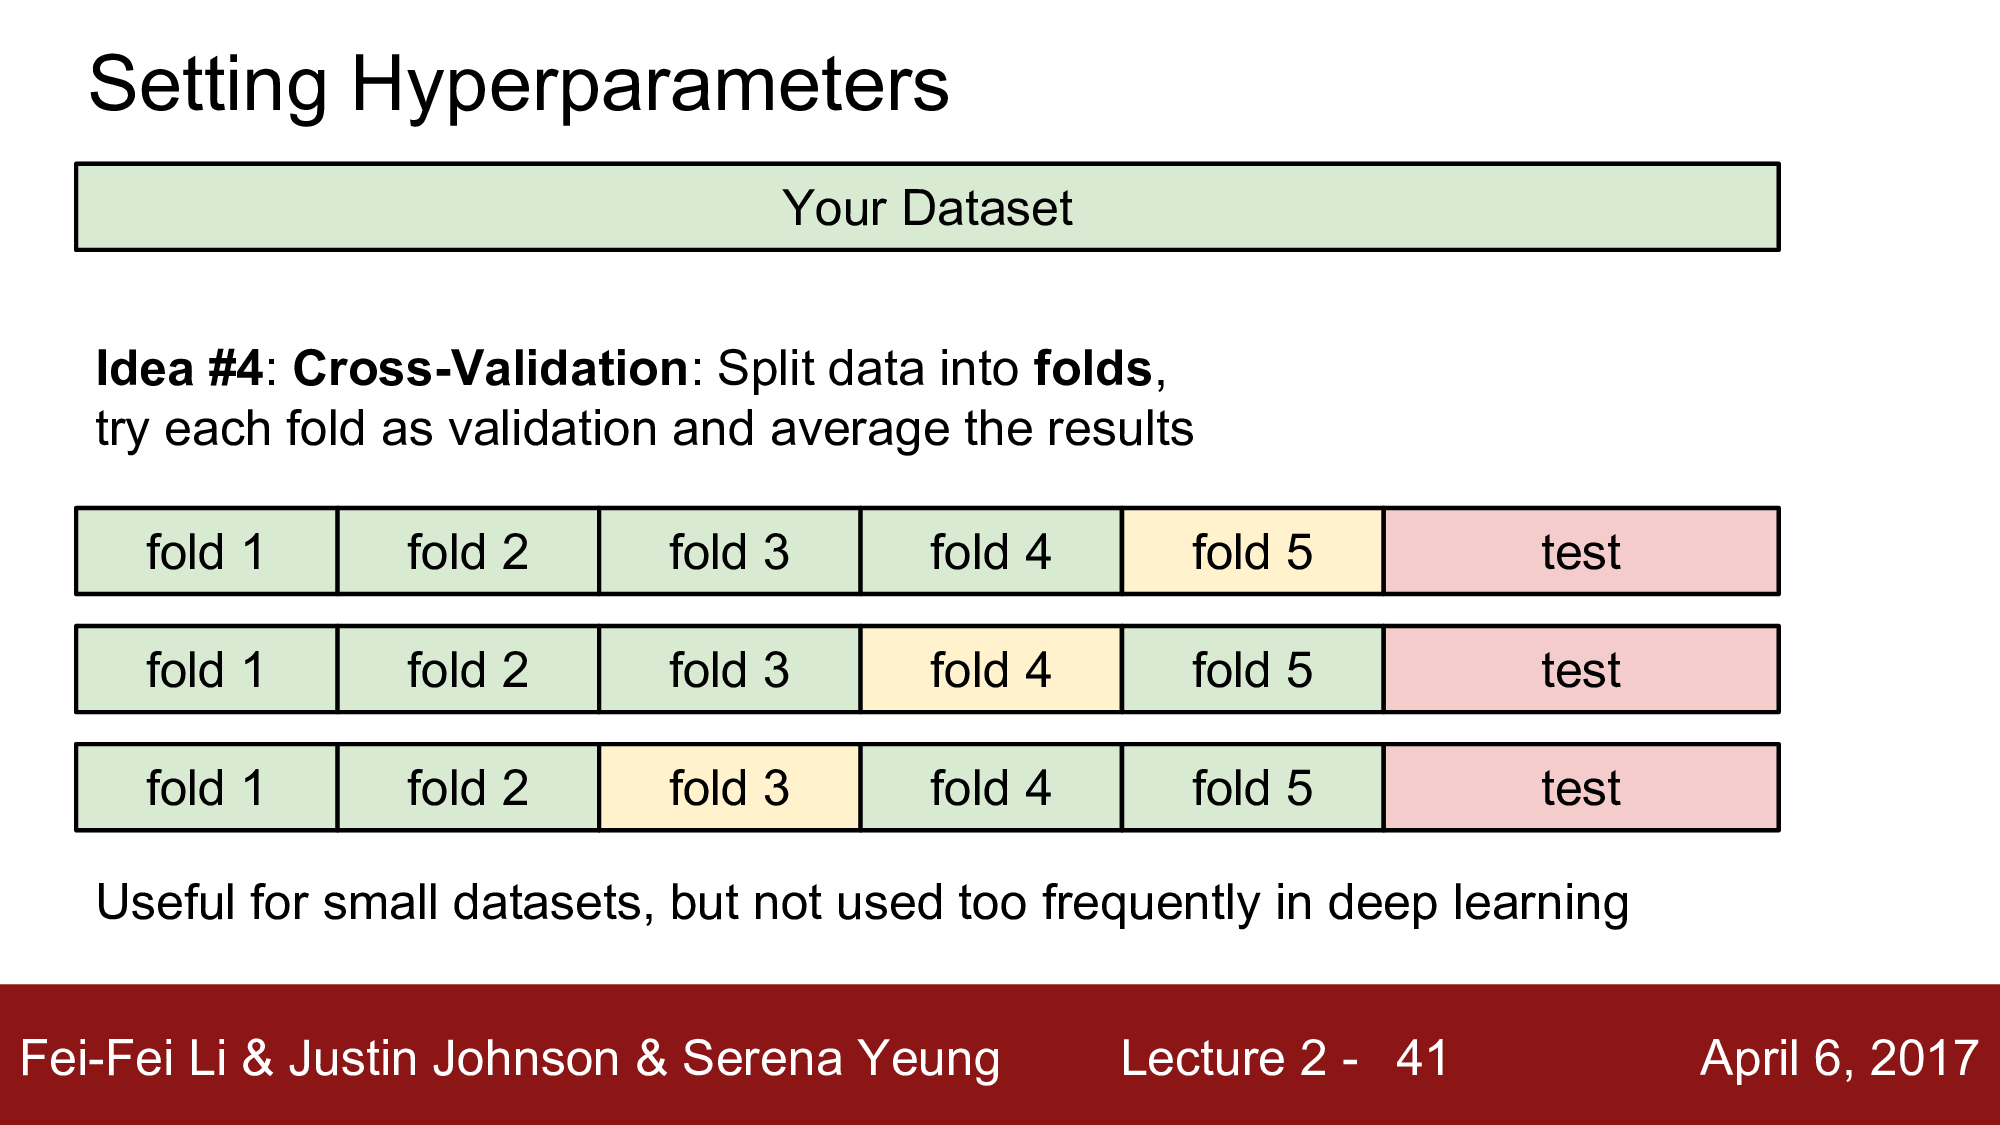 Setting Hyperparameters
Your Dataset
Idea #4: Cross-Validation: Split data into folds,
try each fold as validation and average the results
fold 1 fold 2 fold 3 fold 4 fold 5 test
fold 1 fold 2 fold 3 fold 4 fold 5 test
fold 1 fold 2 fold 3 fold 4 fold 5 test
Useful for small datasets, but not used too frequently in deep learning
Fei-Fei Li & Justin Johnson & Serena Yeung Lecture 2 - 41 April 6, 2017